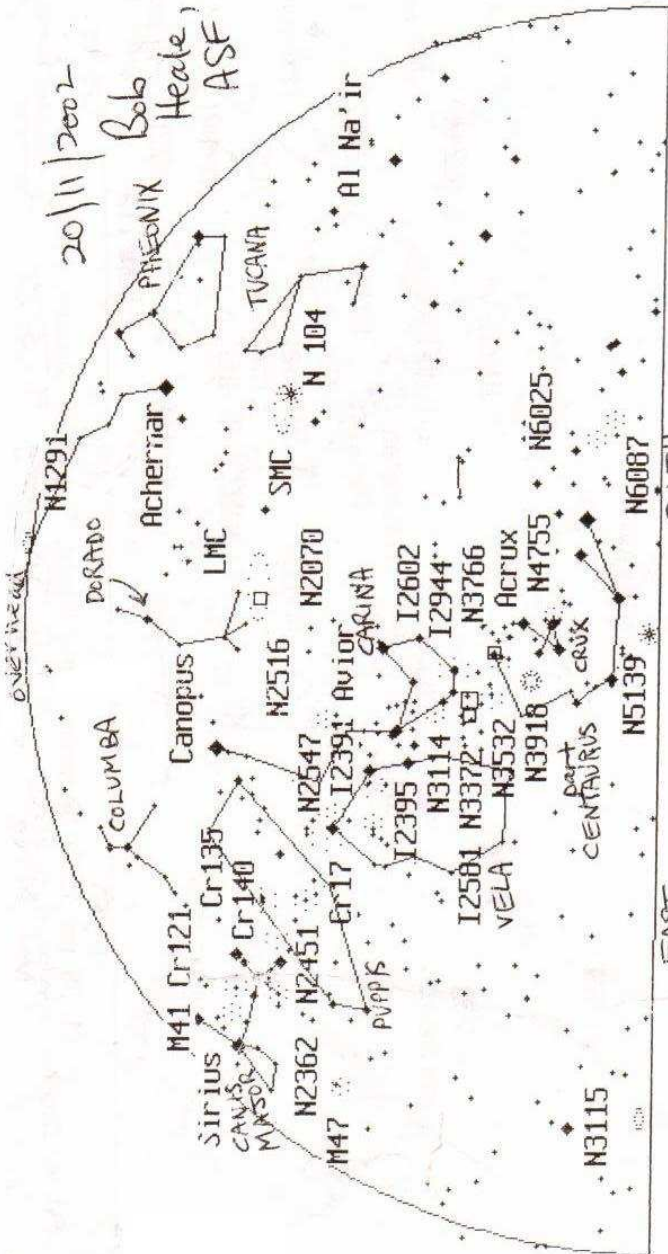 20/11/2002
Bob
Heale,
ASF
overhead
N1291
PHEONIX
DORADO
COLUMBA
Achernar
TUCANA
Canopus
LMC
M41 Cr121
Cr135
Sirius
Cr140
CANIS
MAJOR
SMC
N2516
N 104
N2070
Al Na'ir
N2451
N2362
N2547
M47
Cr17
I2391 Avior
CARINA
PUPPIS
I2602
I2395
I2944
N3114
N3766
N3372
I2581
VELA
Acrux
N3532
N4755
N6025
N3918
CRUX
part
CENTAURUS
N3115
N5139
N6087